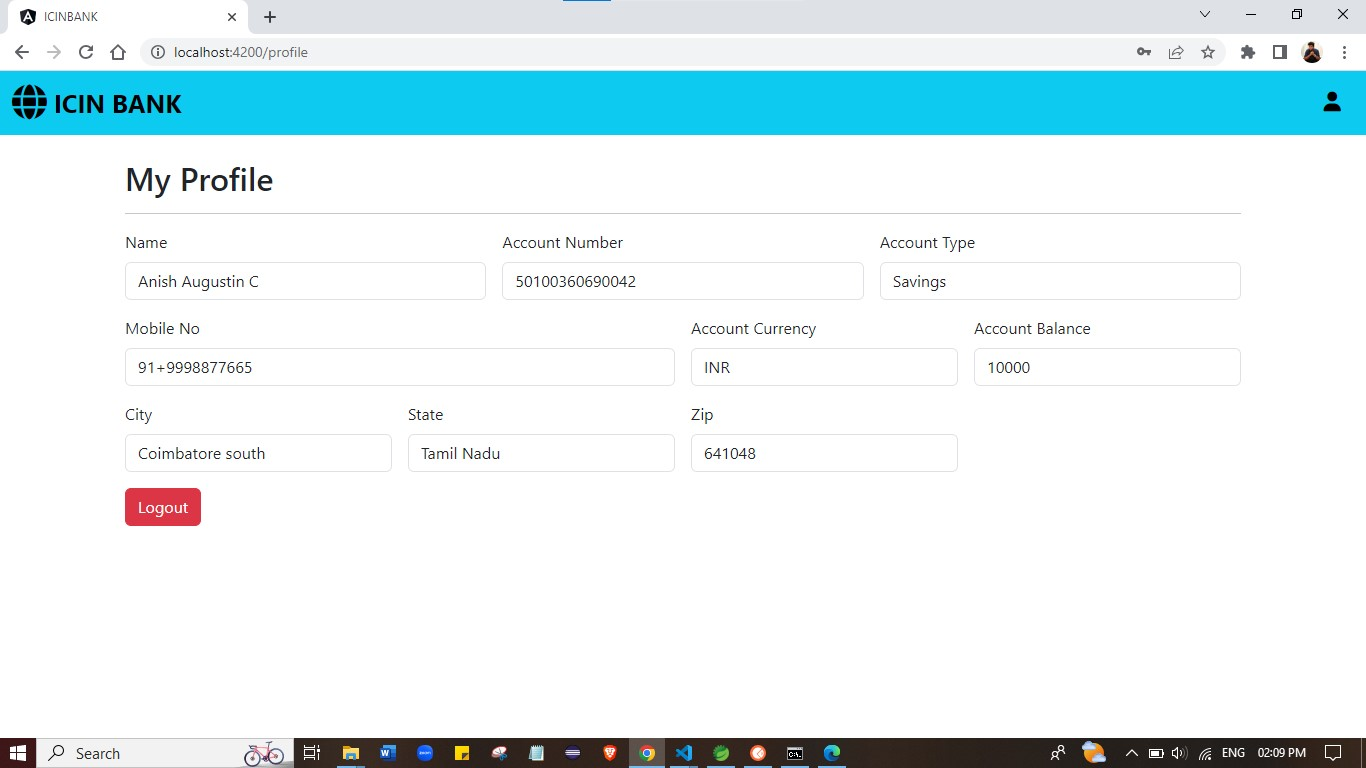 ICINBANK
localhost:4200/profile
ICIN BANK
My Profile
Name Account Number Account Type
Anish Augustin C 50100360690042 Savings
Mobile No Account Currency Account Balance
91+9998877665 INR 10000
City State Zip
Coimbatore south Tamil Nadu 641048
Logout
Search ENG 02:09 PM